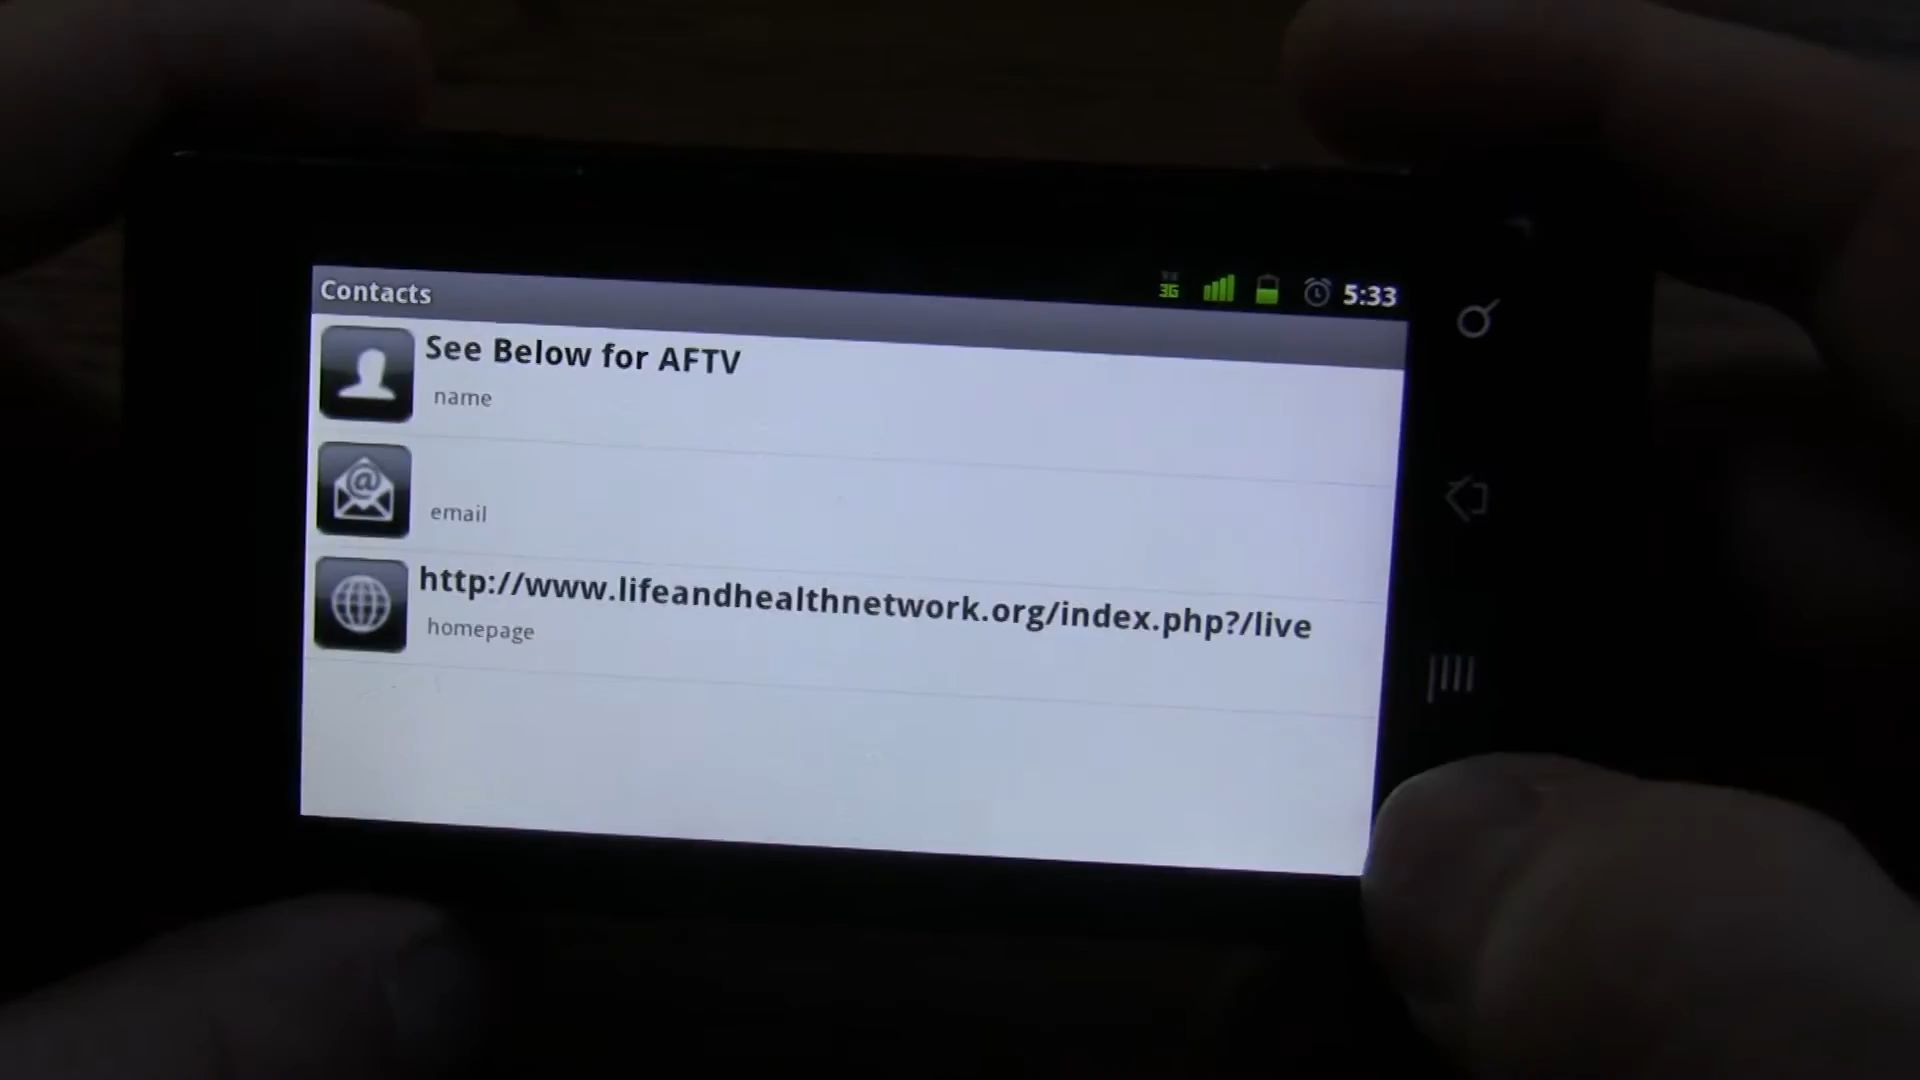 Contacts
3G
5:33
See Below for AFTV
name
@
email
http://www.lifeandhealthnetwork.org/index.php?/live
homepage